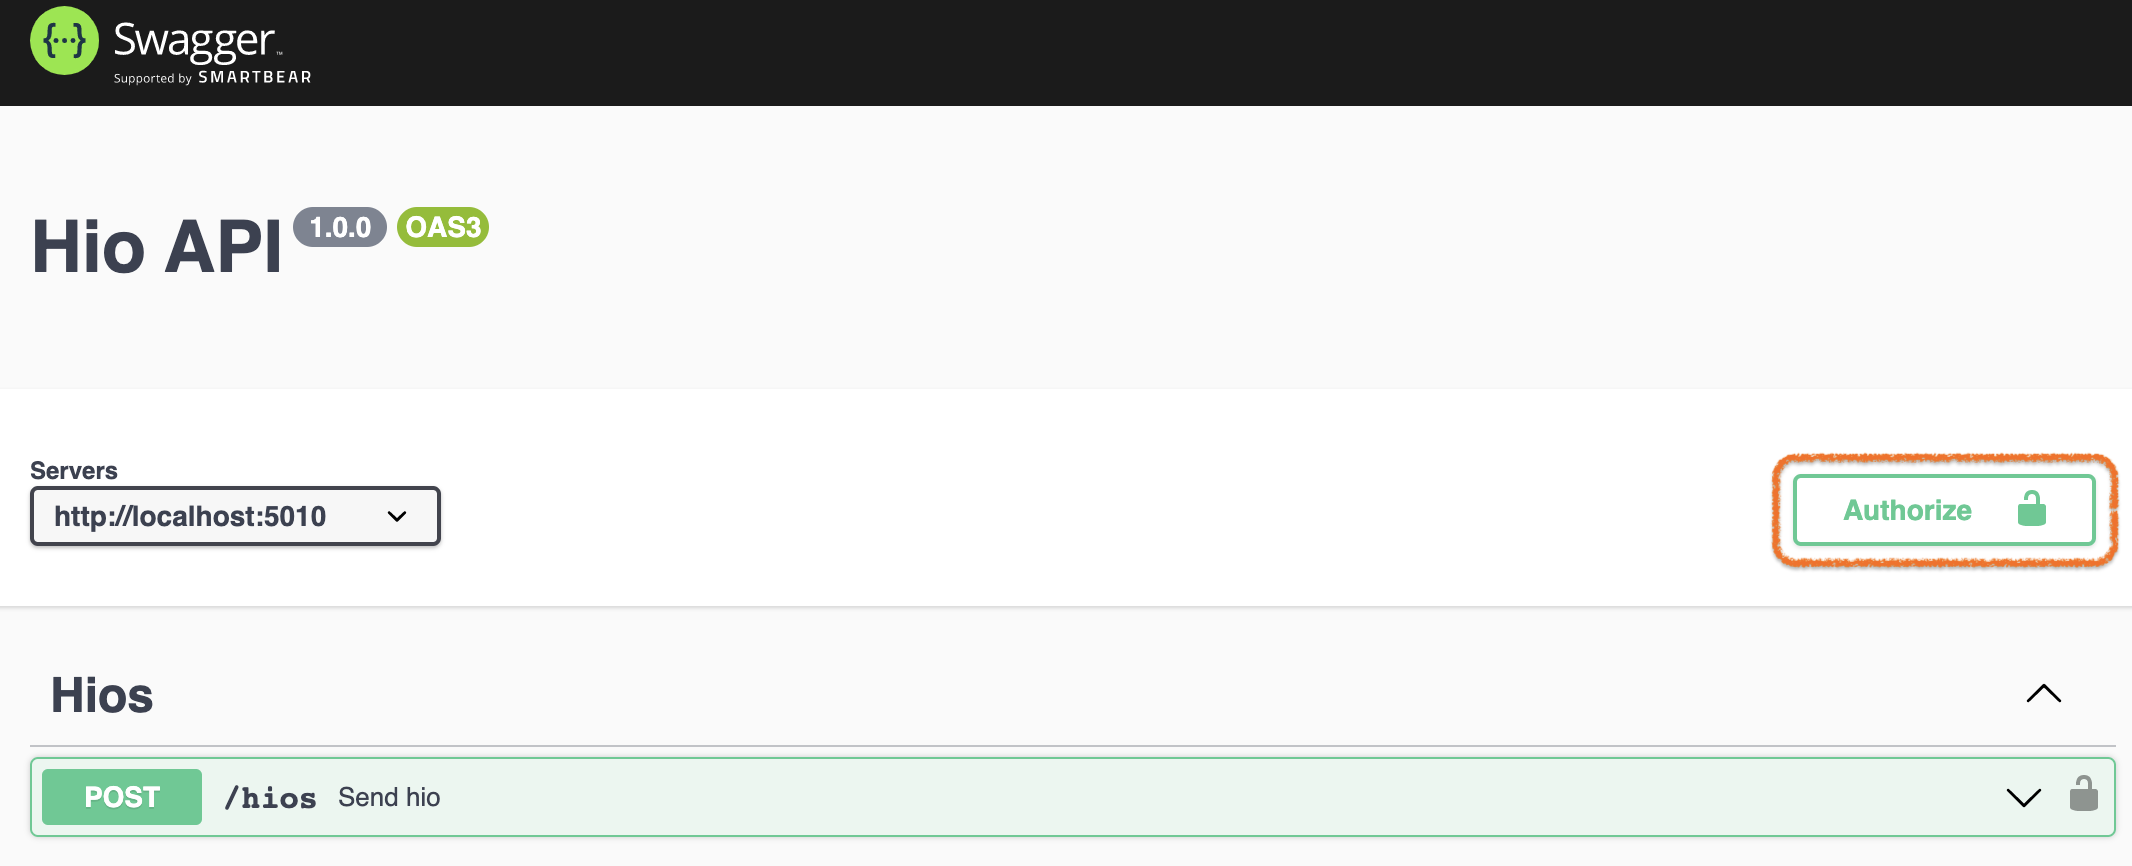 {···} Swagger™
Supported by SMARTBEAR
Hio API 1.0.0 OAS3
Servers
http://localhost:5010
Authorize
Hios
POST /hios Send hio